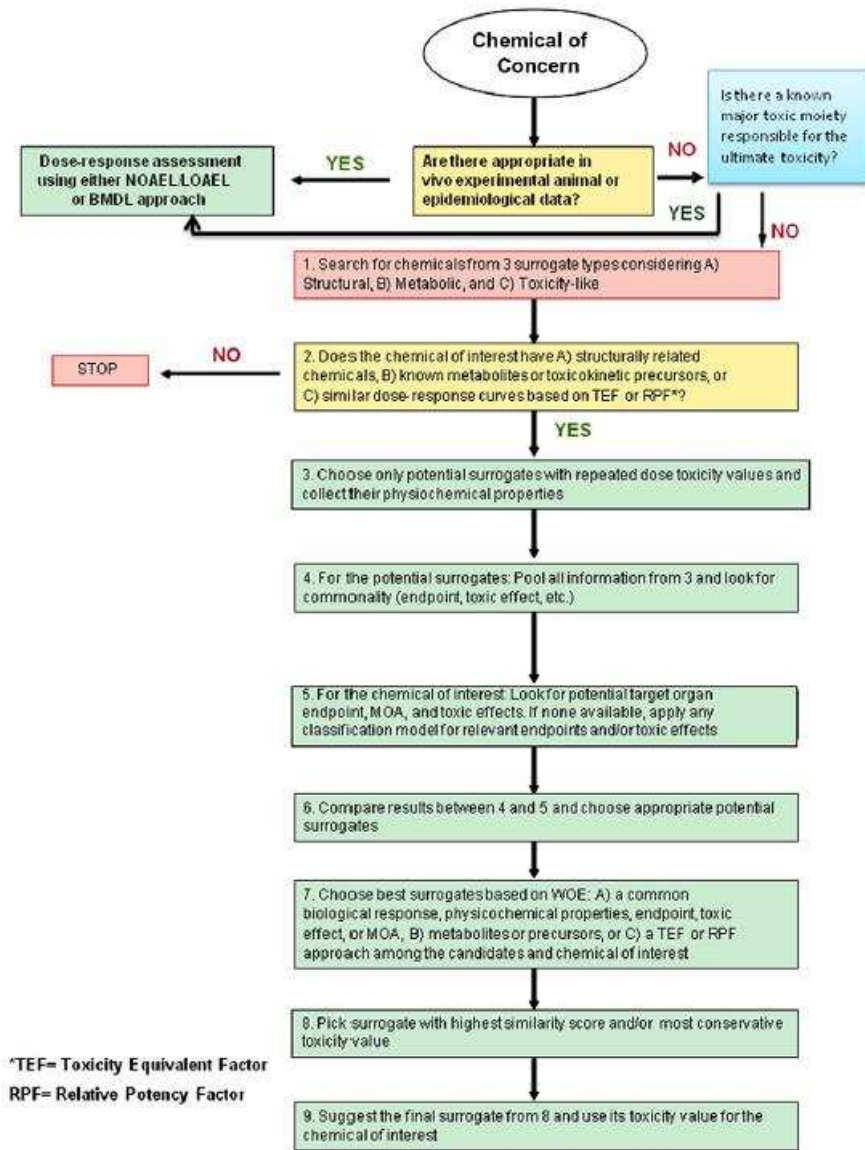 Chemical of
Concern
Is there a known
major toxic moiety
responsible for the
ultimate toxicity?
Dose-response assessment
using either NOAEL/LOAEL
or BMDL approach
YES
Are there appropriate in
vivo experimental animal or
epidemiological data?
NO
YES
NO
1. Search for chemicals from 3 surrogate types considering A)
Structural, B) Metabolic, and C) Toxicity-like
STOP
NO
2. Does the chemical of interest have A) structurally related
chemicals, B) known metabolites or toxicokinetic precursors, or
C) similar dose-response curves based on TEF or RPF*?
YES
3. Choose only potential surrogates with repeated dose toxicity values and
collect their physiochemical properties
4. For the potential surrogates: Pool all information from 3 and look for
commonality (endpoint, toxic effect, etc.)
5. For the chemical of interest: Look for potential target organ
endpoint, MOA, and toxic effects. If none available, apply any
classification model for relevant endpoints and/or toxic effects
6. Compare results between 4 and 5 and choose appropriate potential
surrogates
7. Choose best surrogates based on WOE: A) a common
biological response, physicochemical properties, endpoint, toxic
effect, or MOA, B) metabolites or precursors, or C) a TEF or RPF
approach among the candidates and chemical of interest
8. Pick surrogate with highest similarity score and/or most conservative
toxicity value
*TEF= Toxicity Equivalent Factor
RPF= Relative Potency Factor
9. Suggest the final surrogate from 8 and use its toxicity value for the
chemical of interest